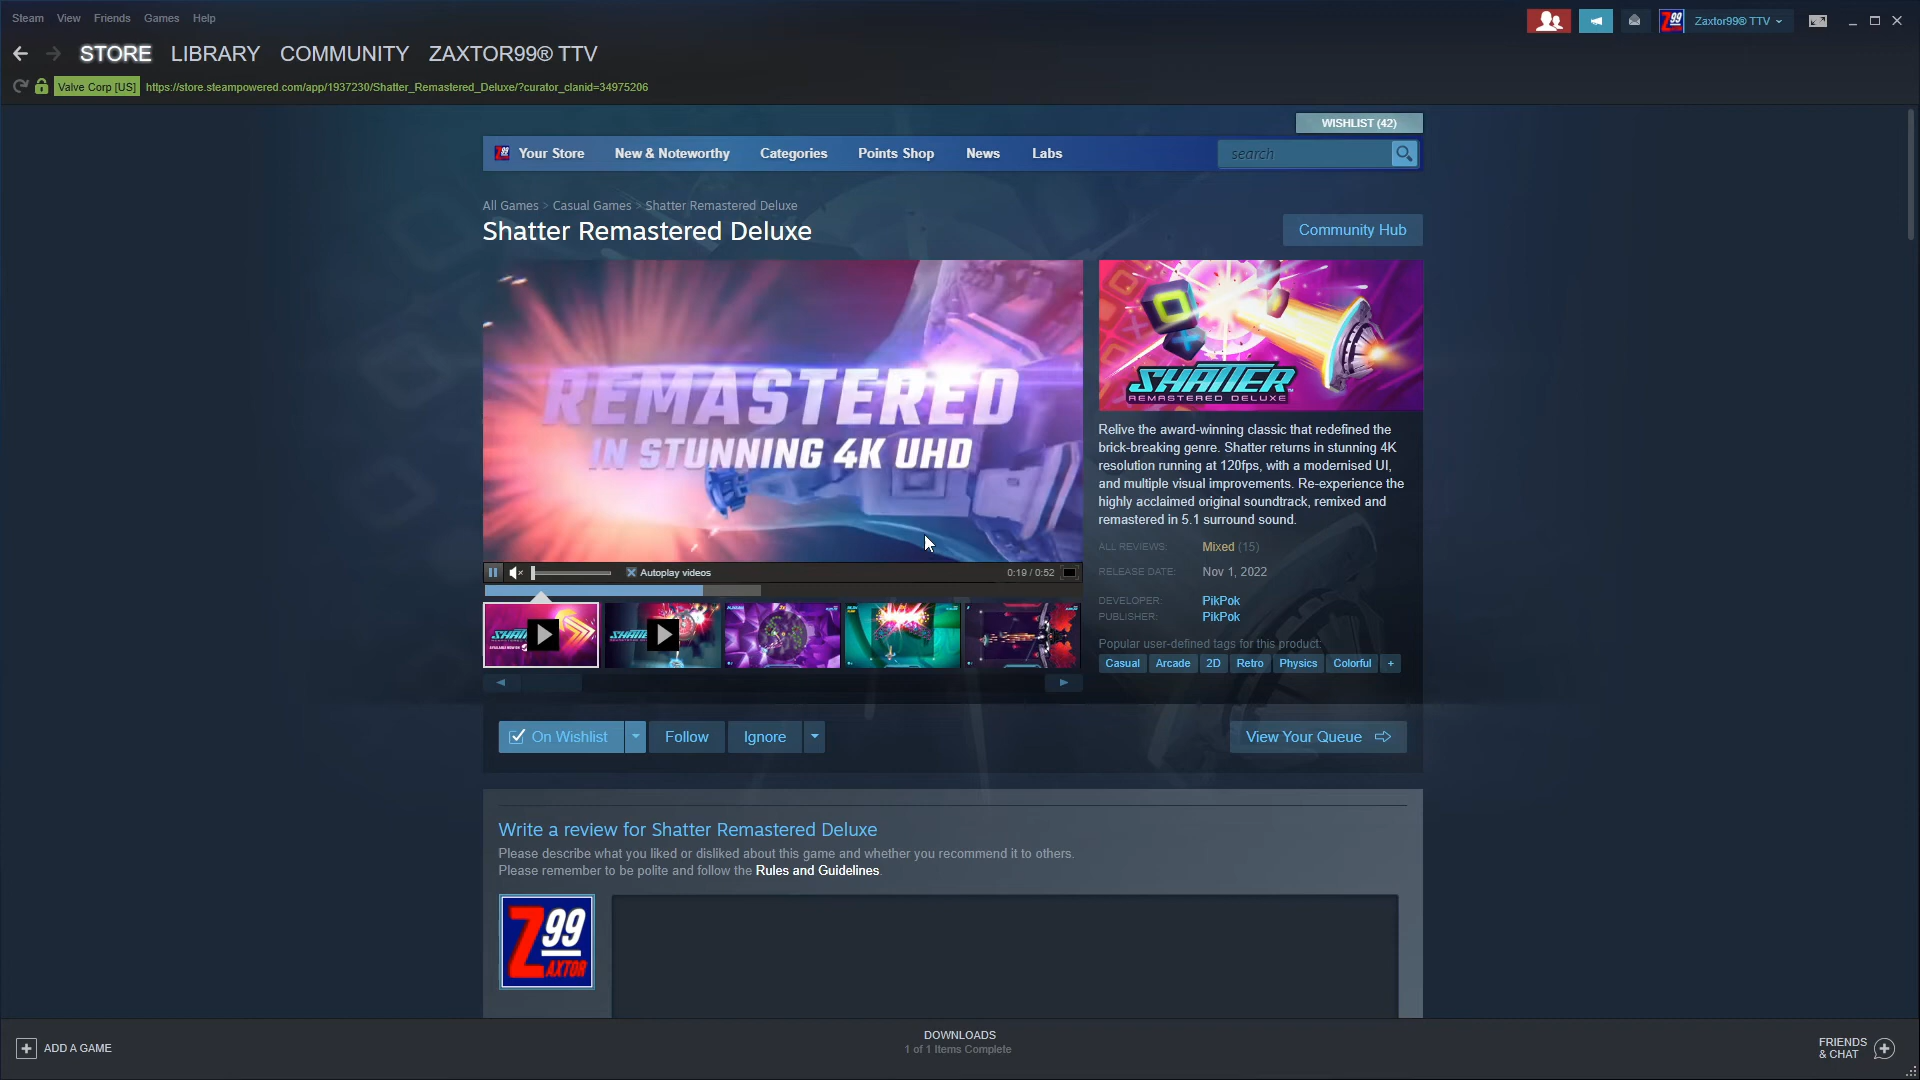 Steam View Friends Games Help
Zaxtor99® TTV
STORE LIBRARY COMMUNITY ZAXTOR99® TTV
Valve Corp [US] https://store.steampowered.com/app/1937230/Shatter_Remastered_Deluxe/?curator_clanid=34975206
WISHLIST (42)
Your Store New & Noteworthy Categories Points Shop News Labs search
All Games > Casual Games > Shatter Remastered Deluxe
Shatter Remastered Deluxe
Community Hub
REMASTERED
IN STUNNING 4K UHD
SHATTER
REMASTERED DELUXE
Relive the award-winning classic that redefined the
brick-breaking genre. Shatter returns in stunning 4K
resolution running at 120fps, with a modernised UI,
and multiple visual improvements. Re-experience the
highly acclaimed original soundtrack, remixed and
remastered in 5.1 surround sound.
ALL REVIEWS: Mixed (15)
RELEASE DATE: Nov 1, 2022
DEVELOPER: PikPok
PUBLISHER: PikPok
Popular user-defined tags for this product:
Casual Arcade 2D Retro Physics Colorful +
Autoplay videos 0:19 / 0:52
On Wishlist Follow Ignore View Your Queue
Write a review for Shatter Remastered Deluxe
Please describe what you liked or disliked about this game and whether you recommend it to others.
Please remember to be polite and follow the Rules and Guidelines.
Z99
AXTOR
ADD A GAME
DOWNLOADS
1 of 1 Items Complete
FRIENDS
& CHAT